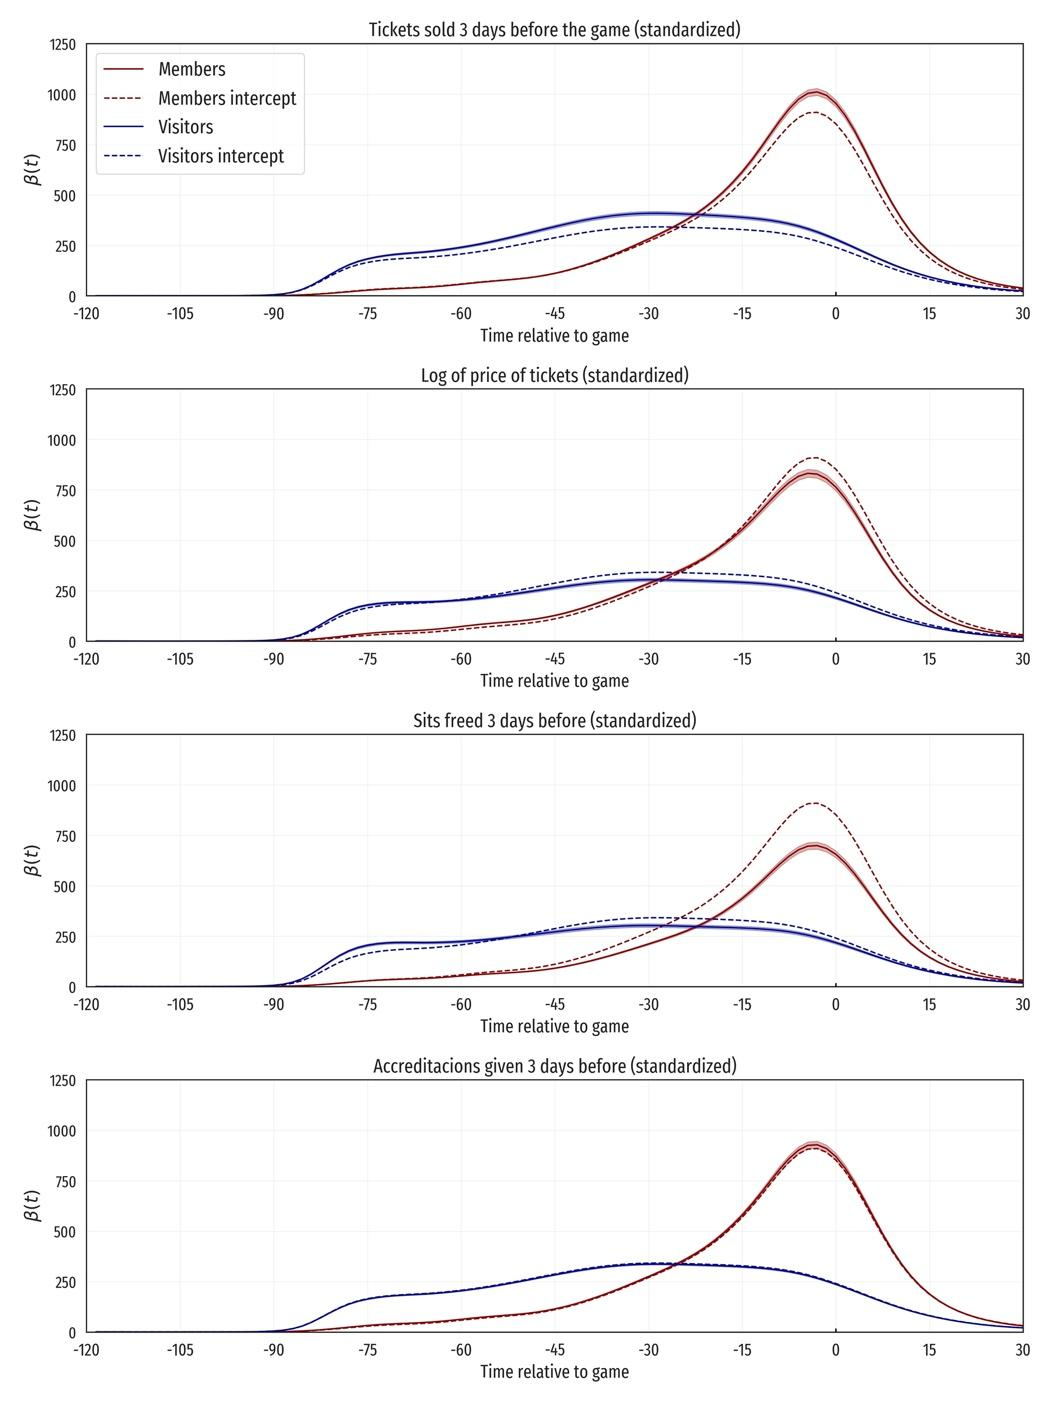 Tickets sold 3 days before the game (standardized)
1250
1000
750
500
250
0
β(t)
Members
Members intercept
Visitors
Visitors intercept
-120 -105 -90 -75 -60 -45 -30 -15 0 15 30
Time relative to game
Log of price of tickets (standardized)
1250
1000
750
500
250
0
β(t)
-120 -105 -90 -75 -60 -45 -30 -15 0 15 30
Time relative to game
Sits freed 3 days before (standardized)
1250
1000
750
500
250
0
β(t)
-120 -105 -90 -75 -60 -45 -30 -15 0 15 30
Time relative to game
Accreditacions given 3 days before (standardized)
1250
1000
750
500
250
0
β(t)
-120 -105 -90 -75 -60 -45 -30 -15 0 15 30
Time relative to game